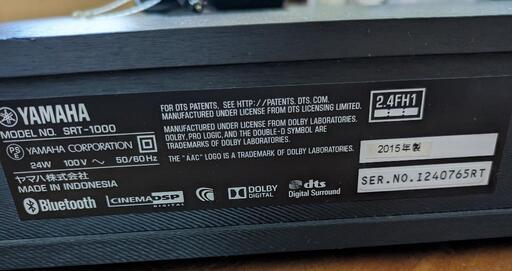 YAMAHA
MODEL NO. SRT-1000
PS E YAMAHA CORPORATION
24W 100V ~ 50/60Hz
ヤマハ株式会社
MADE IN INDONESIA
Bluetooth
CINEMA DSP
DIGITAL
FOR DTS PATENTS, SEE HTTP://PATENTS.DTS.COM.
MANUFACTURED UNDER LICENSE FROM DTS LICENSING LIMITED.
MANUFACTURED UNDER LICENSE FROM DOLBY LABORATORIES.
DOLBY, PRO LOGIC, AND THE DOUBLE-D SYMBOL ARE
TRADEMARKS OF DOLBY LABORATORIES.
THE "AAC" LOGO IS A TRADEMARK OF DOLBY LABORATORIES.
DOLBY
DIGITAL
dts
Digital Surround
2.4FH1
2015年製
SER.NO.I240765RT